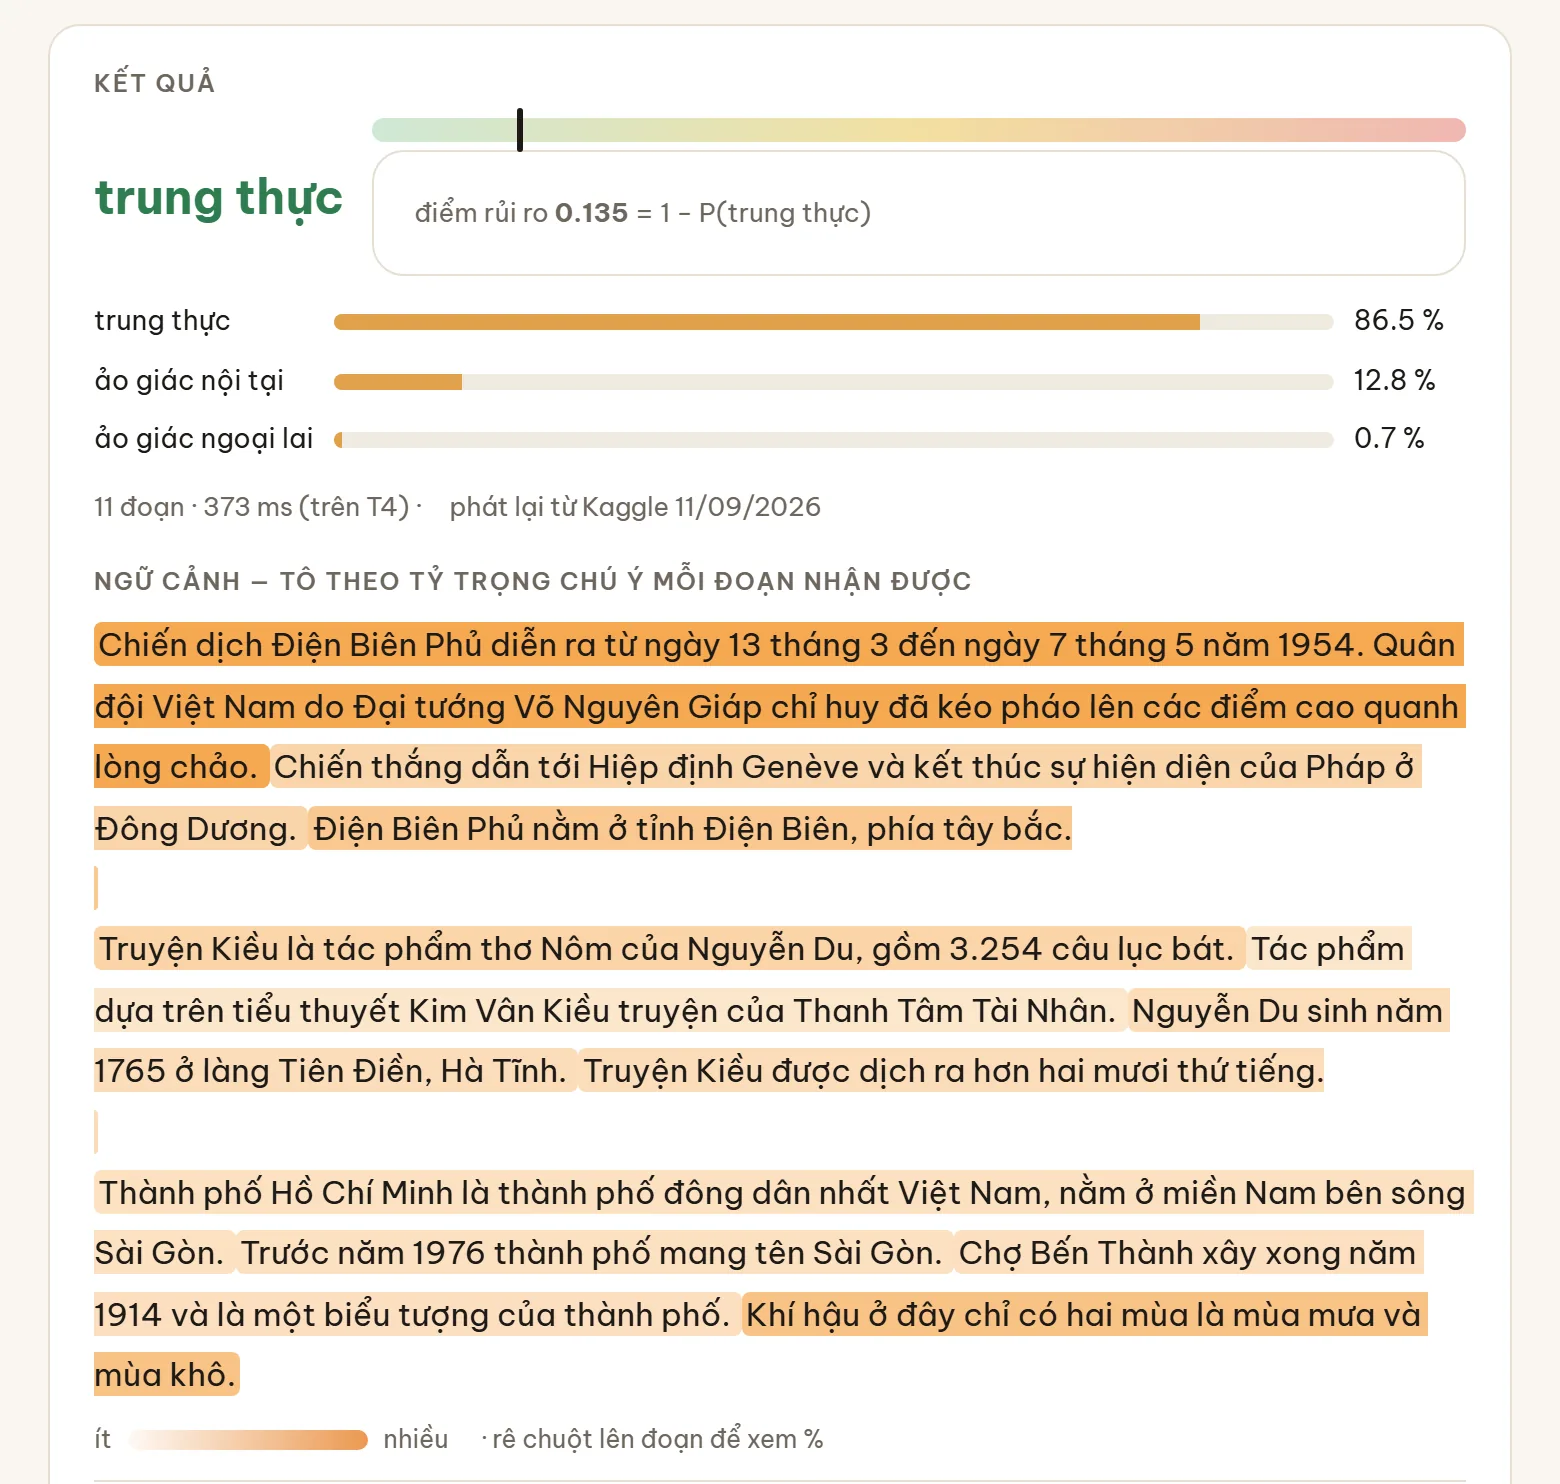 KẾT QUẢ
trung thực
điểm rủi ro 0.135 = 1 − P(trung thực)
trung thực 86.5 %
ảo giác nội tại 12.8 %
ảo giác ngoại lai 0.7 %
11 đoạn · 373 ms (trên T4) · phát lại từ Kaggle 11/09/2026
NGỮ CẢNH — TÔ THEO TỶ TRỌNG CHÚ Ý MỖI ĐOẠN NHẬN ĐƯỢC
Chiến dịch Điện Biên Phủ diễn ra từ ngày 13 tháng 3 đến ngày 7 tháng 5 năm 1954. Quân
đội Việt Nam do Đại tướng Võ Nguyên Giáp chỉ huy đã kéo pháo lên các điểm cao quanh
lòng chảo. Chiến thắng dẫn tới Hiệp định Genève và kết thúc sự hiện diện của Pháp ở
Đông Dương. Điện Biên Phủ nằm ở tỉnh Điện Biên, phía tây bắc.
Truyện Kiều là tác phẩm thơ Nôm của Nguyễn Du, gồm 3.254 câu lục bát. Tác phẩm
dựa trên tiểu thuyết Kim Vân Kiều truyện của Thanh Tâm Tài Nhân. Nguyễn Du sinh năm
1765 ở làng Tiên Điền, Hà Tĩnh. Truyện Kiều được dịch ra hơn hai mươi thứ tiếng.
Thành phố Hồ Chí Minh là thành phố đông dân nhất Việt Nam, nằm ở miền Nam bên sông
Sài Gòn. Trước năm 1976 thành phố mang tên Sài Gòn. Chợ Bến Thành xây xong năm
1914 và là một biểu tượng của thành phố. Khí hậu ở đây chỉ có hai mùa là mùa mưa và
mùa khô.
ít nhiều · rê chuột lên đoạn để xem %